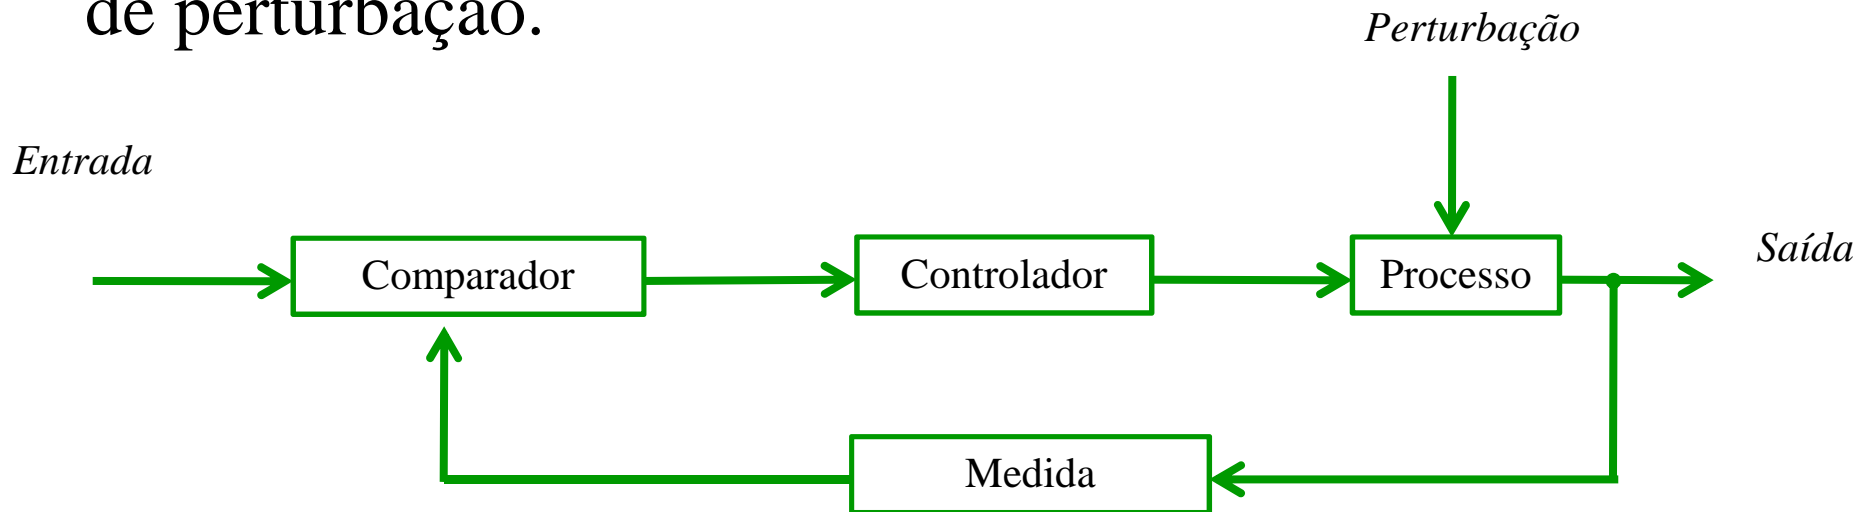 de perturbação.
Perturbação
Entrada
Saída
Comparador
Controlador
Processo
Medida